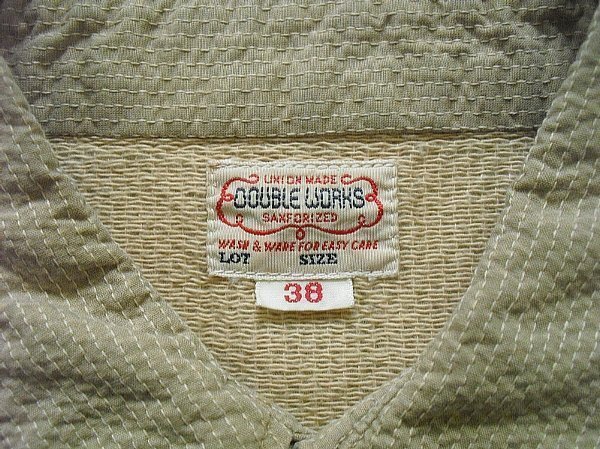 UNION MADE
DOUBLE WORKS
SANFORIZED
WASH & WARE FOR EASY CARE
LOT SIZE
38